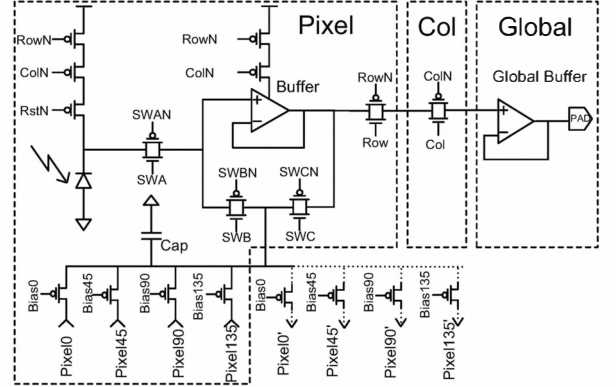 Pixel
Col
Global
RowN
ColN
RstN
RowN
ColN
Buffer
+
-
SWAN
SWA
RowN
Row
ColN
Col
Global Buffer
+
-
PAD
SWBN
SWB
SWCN
SWC
Cap
Bias0
Bias45
Bias90
Bias135
Bias0
Bias45
Bias90
Bias135
Pixel0
Pixel45
Pixel90
Pixel135
Pixel0'
Pixel45'
Pixel90'
Pixel135'